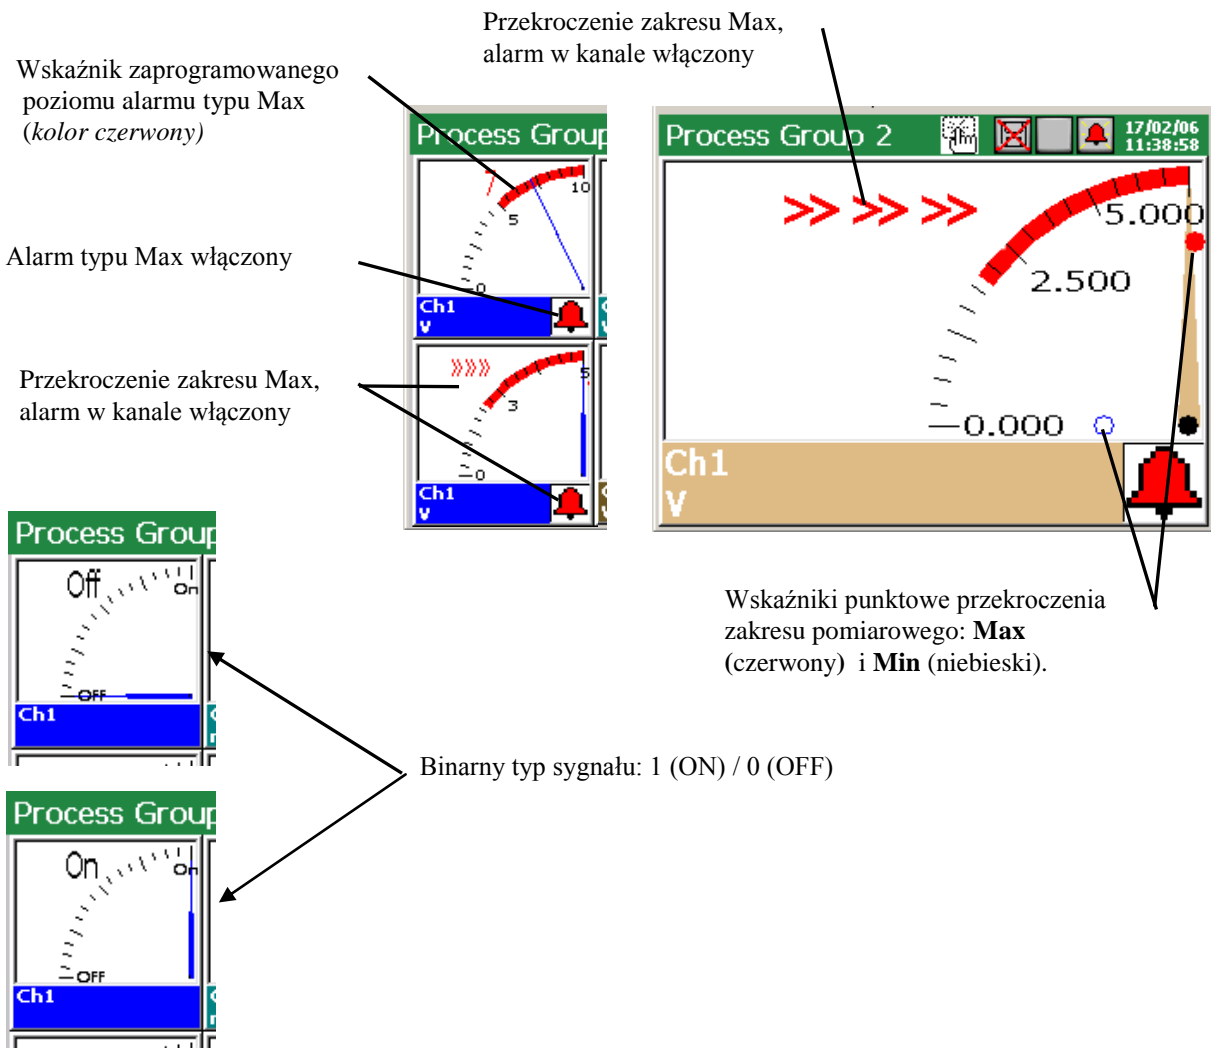 Przekroczenie zakresu Max,
alarm w kanale włączony
Wskaźnik zaprogramowanego
poziomu alarmu typu Max
(kolor czerwony)
Process Group
7
10
5
0
Ch1
V
Alarm typu Max włączony
Process Group 2
17/02/06
11:38:58
>> >> >>
5.000
2.500
0.000
Ch1
V
Przekroczenie zakresu Max,
alarm w kanale włączony
>>>
5
3
0
Ch1
V
Wskaźniki punktowe przekroczenia
zakresu pomiarowego: Max
(czerwony) i Min (niebieski).
Process Group
Off
On
OFF
Ch1
Binarny typ sygnału: 1 (ON) / 0 (OFF)
Process Group
On
On
OFF
Ch1